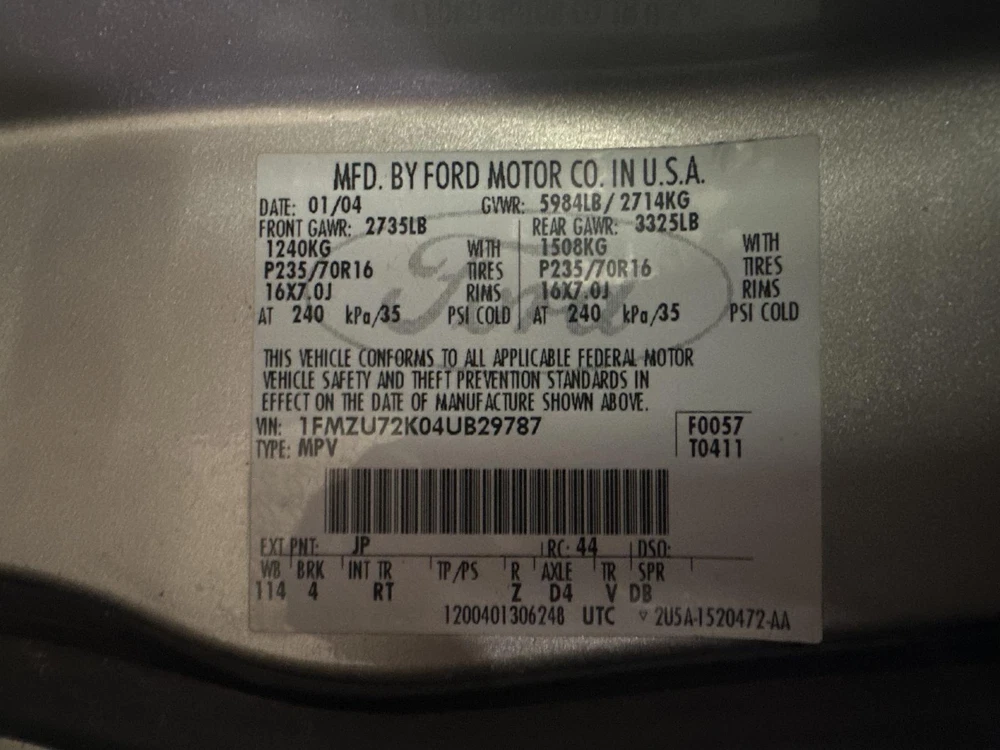 MFD. BY FORD MOTOR CO. IN U.S.A.
DATE: 01/04 GVWR: 5984LB/2714KG
FRONT GAWR: 2735LB REAR GAWR: 3325LB
1240KG WITH 1508KG WITH
P235/70R16 TIRES P235/70R16 TIRES
16X7.0J RIMS 16X7.0J RIMS
AT 240 kPa/35 PSI COLD AT 240 kPa/35 PSI COLD
Ford
THIS VEHICLE CONFORMS TO ALL APPLICABLE FEDERAL MOTOR
VEHICLE SAFETY AND THEFT PREVENTION STANDARDS IN
EFFECT ON THE DATE OF MANUFACTURE SHOWN ABOVE.
VIN: 1FMZU72K04UB29787 F0057
TYPE: MPV T0411
EXT PNT: JP RC: 44 DSO:
WB BRK INT TR TP/PS R AXLE TR SPR
114 4 RT Z D4 V DB
1200401306248 UTC ▽ 2U5A-1520472-AA